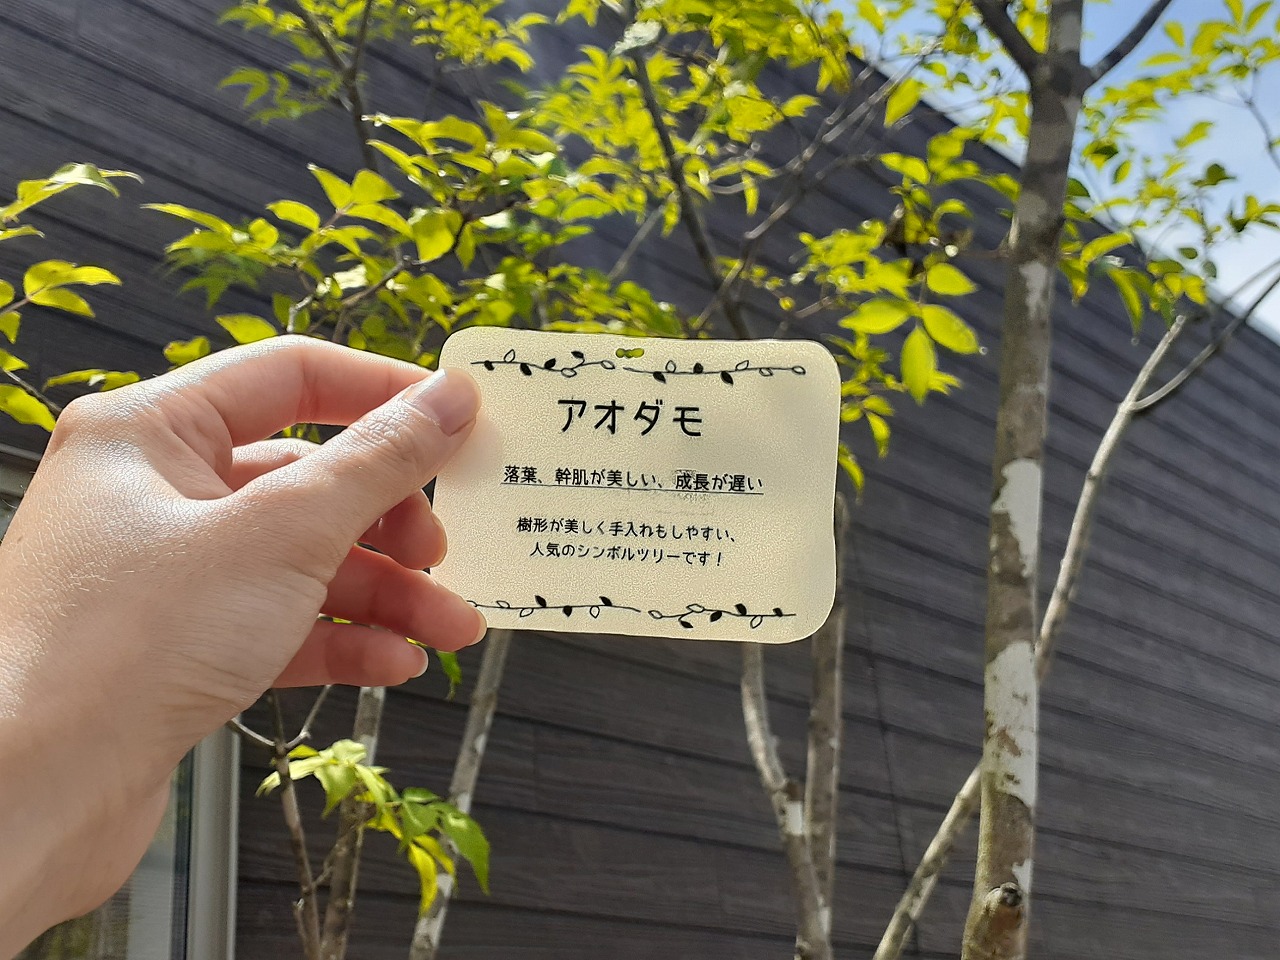 アオダモ
落葉、幹肌が美しい、成長が遅い
樹形が美しく手入れもしやすい、
人気のシンボルツリーです！